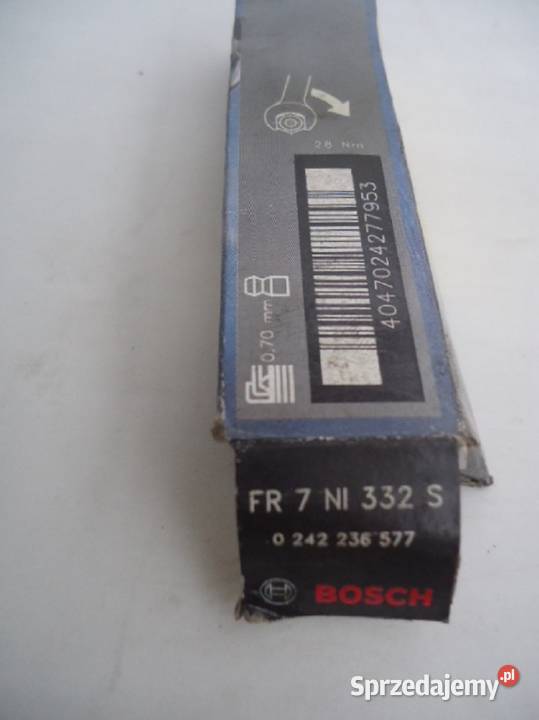 28 Nm
4047024277953
0.70 mm
FR 7 NI 332 S
0 242 236 577
BOSCH
Sprzedajemy.pl